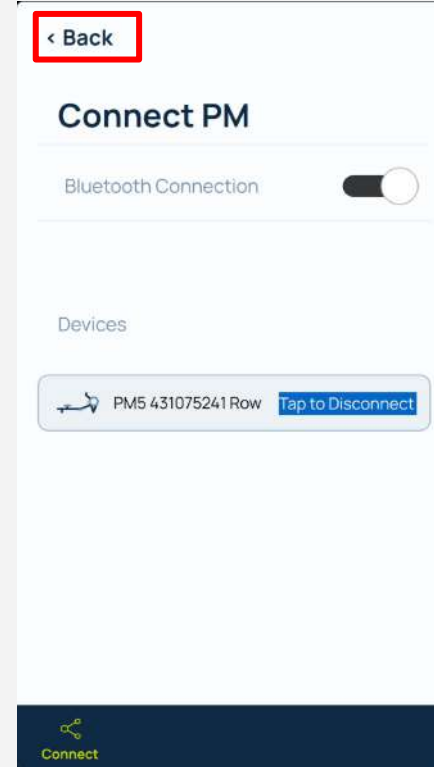 ‹ Back
Connect PM
Bluetooth Connection
Devices
PM5 431075241 Row Tap to Disconnect
Connect